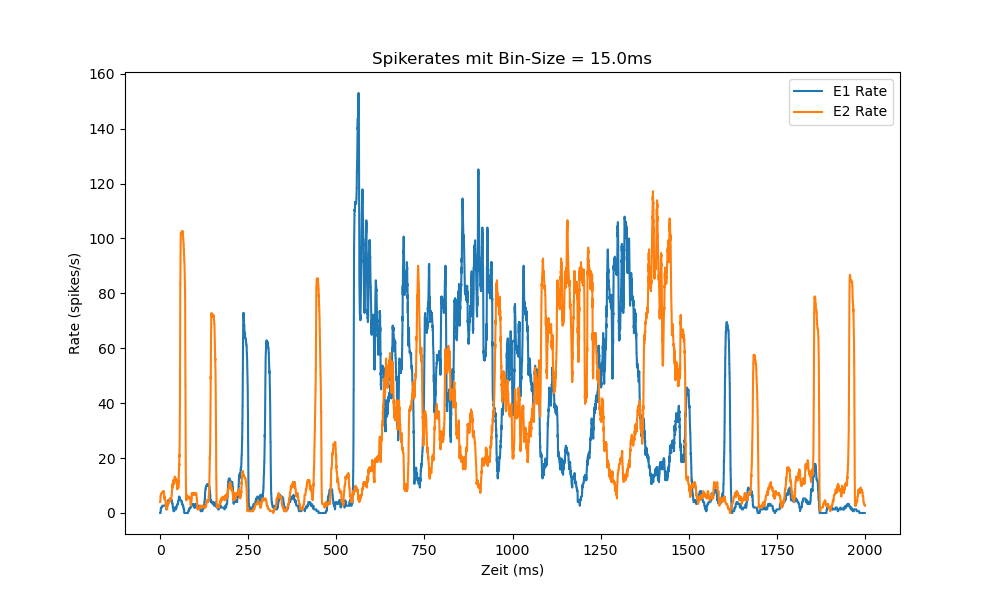 Spikerates mit Bin-Size = 15.0ms
E1 Rate
E2 Rate
160
140
120
100
80
60
40
20
0
Rate (spikes/s)
0 250 500 750 1000 1250 1500 1750 2000
Zeit (ms)